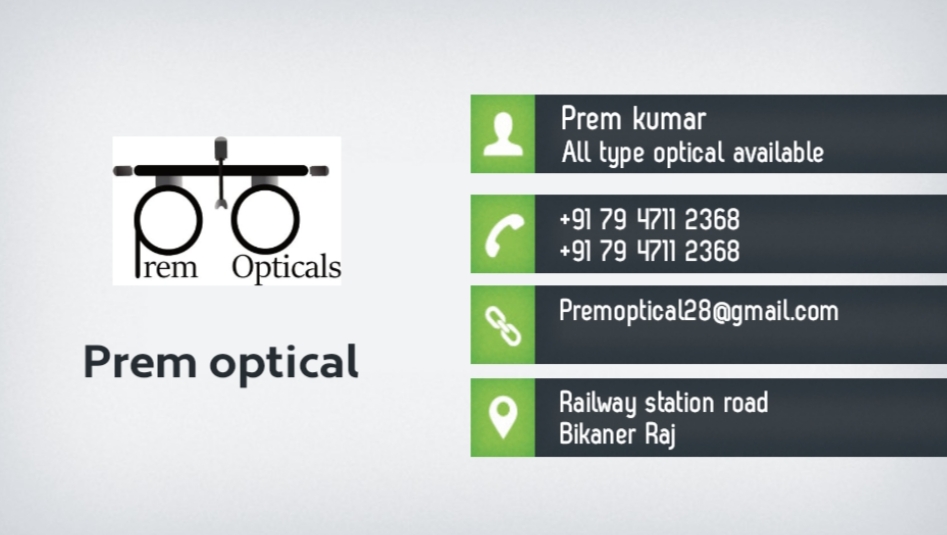 Prem Opticals
Prem optical
Prem kumar
All type optical available
+91 79 4711 2368
+91 79 4711 2368
Premoptical28@gmail.com
Railway station road
Bikaner Raj